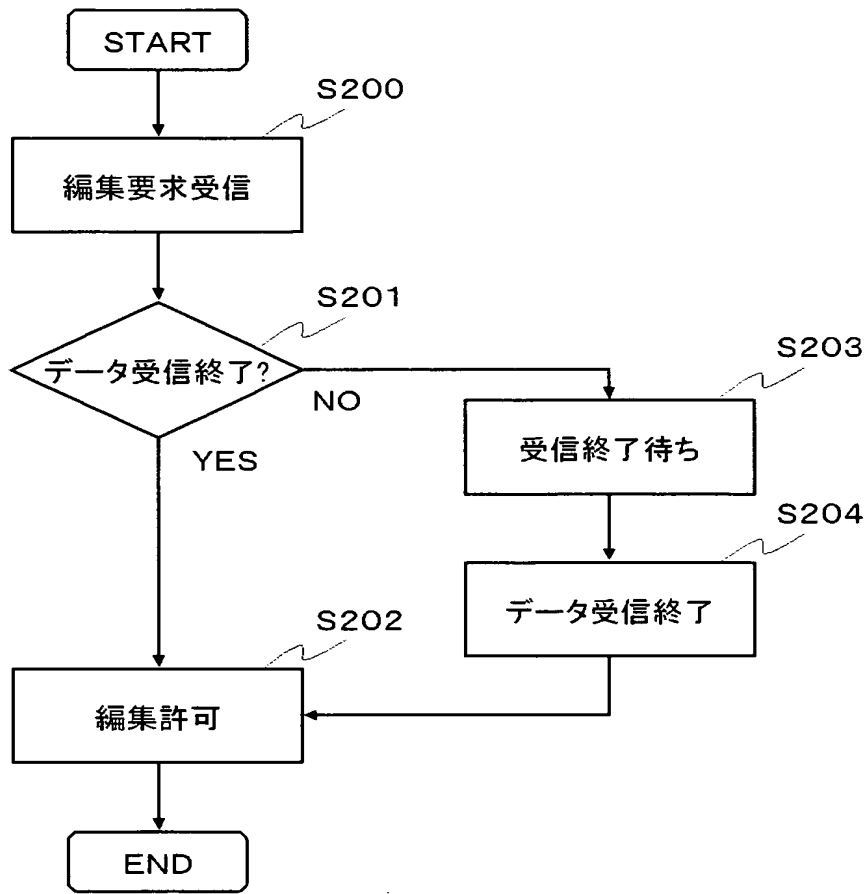 START
S200
編集要求受信
S201
データ受信終了?
NO
YES
S203
受信終了待ち
S204
データ受信終了
S202
編集許可
END